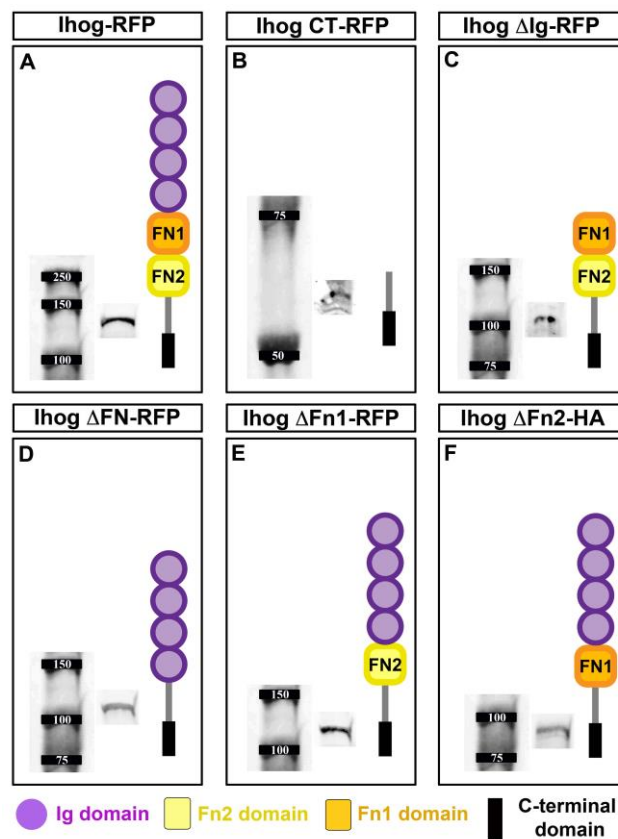 Ihog-RFP
Ihog CT-RFP
Ihog ΔIg-RFP
A
FN1
FN2
250
150
100
B
75
50
C
FN1
FN2
150
100
75
Ihog ΔFN-RFP
Ihog ΔFn1-RFP
Ihog ΔFn2-HA
D
150
100
75
E
FN2
150
100
F
FN1
100
75
Ig domain
Fn2 domain
Fn1 domain
C-terminal
domain